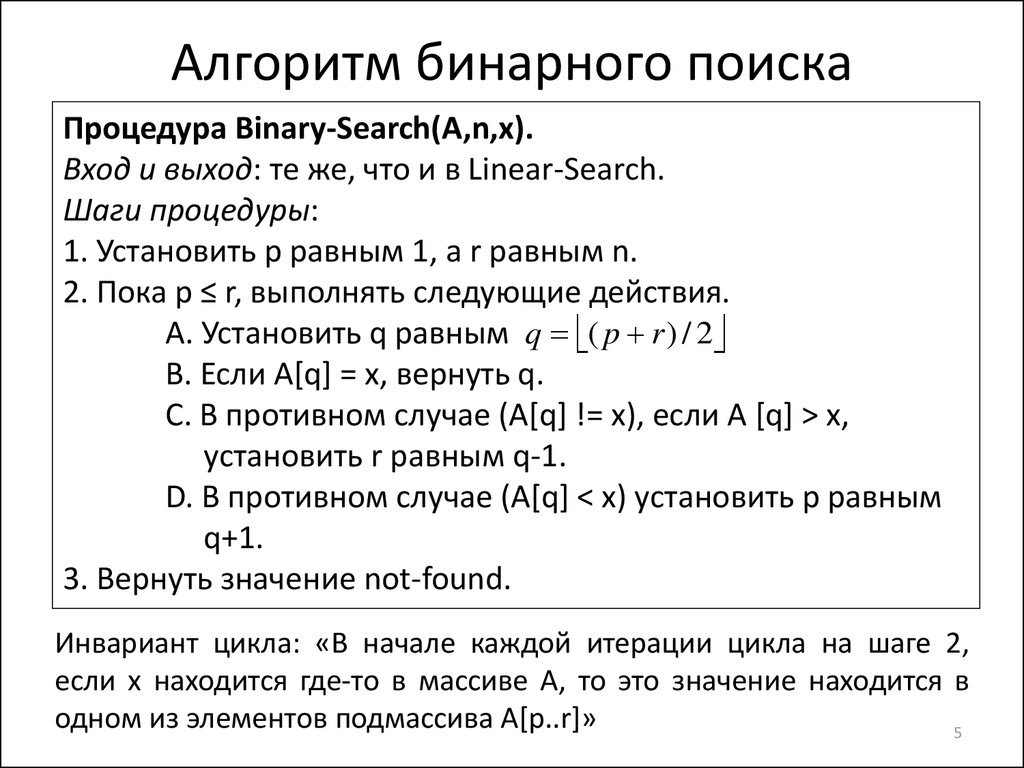 Алгоритм бинарного поиска
Процедура Binary-Search(A,n,x).
Вход и выход: те же, что и в Linear-Search.
Шаги процедуры:
1. Установить p равным 1, а r равным n.
2. Пока p ≤ r, выполнять следующие действия.
A. Установить q равным q = ⌊(p + r) / 2⌋
B. Если A[q] = x, вернуть q.
C. В противном случае (A[q] != x), если A [q] > x,
установить r равным q-1.
D. В противном случае (A[q] < x) установить p равным
q+1.
3. Вернуть значение not-found.
Инвариант цикла: «В начале каждой итерации цикла на шаге 2,
если x находится где-то в массиве A, то это значение находится в
одном из элементов подмассива A[p..r]»
5